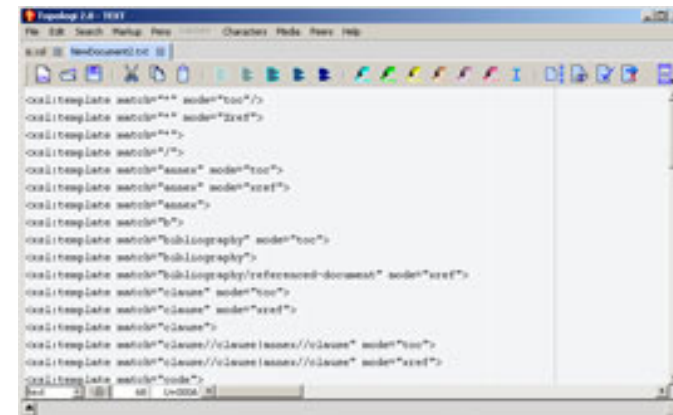 Topologi 2.0 - TEXT
File Edit Search Markup Pens Characters Media Peers Help
NewDocument2.txt
<xsl:template match="*" mode="toc"/>
<xsl:template match="*" mode="Xref">
<xsl:template match="*">
<xsl:template match="/">
<xsl:template match="annex" mode="toc">
<xsl:template match="annex" mode="xref">
<xsl:template match="annex">
<xsl:template match="b">
<xsl:template match="bibliography" mode="toc">
<xsl:template match="bibliography">
<xsl:template match="bibliography/referenced-document" mode="xref">
<xsl:template match="clause" mode="toc">
<xsl:template match="clause" mode="xref">
<xsl:template match="clause">
<xsl:template match="clause//clause|annex//clause" mode="toc">
<xsl:template match="clause//clause|annex//clause" mode="xref">
<xsl:template match="code">
text 68 U+000A